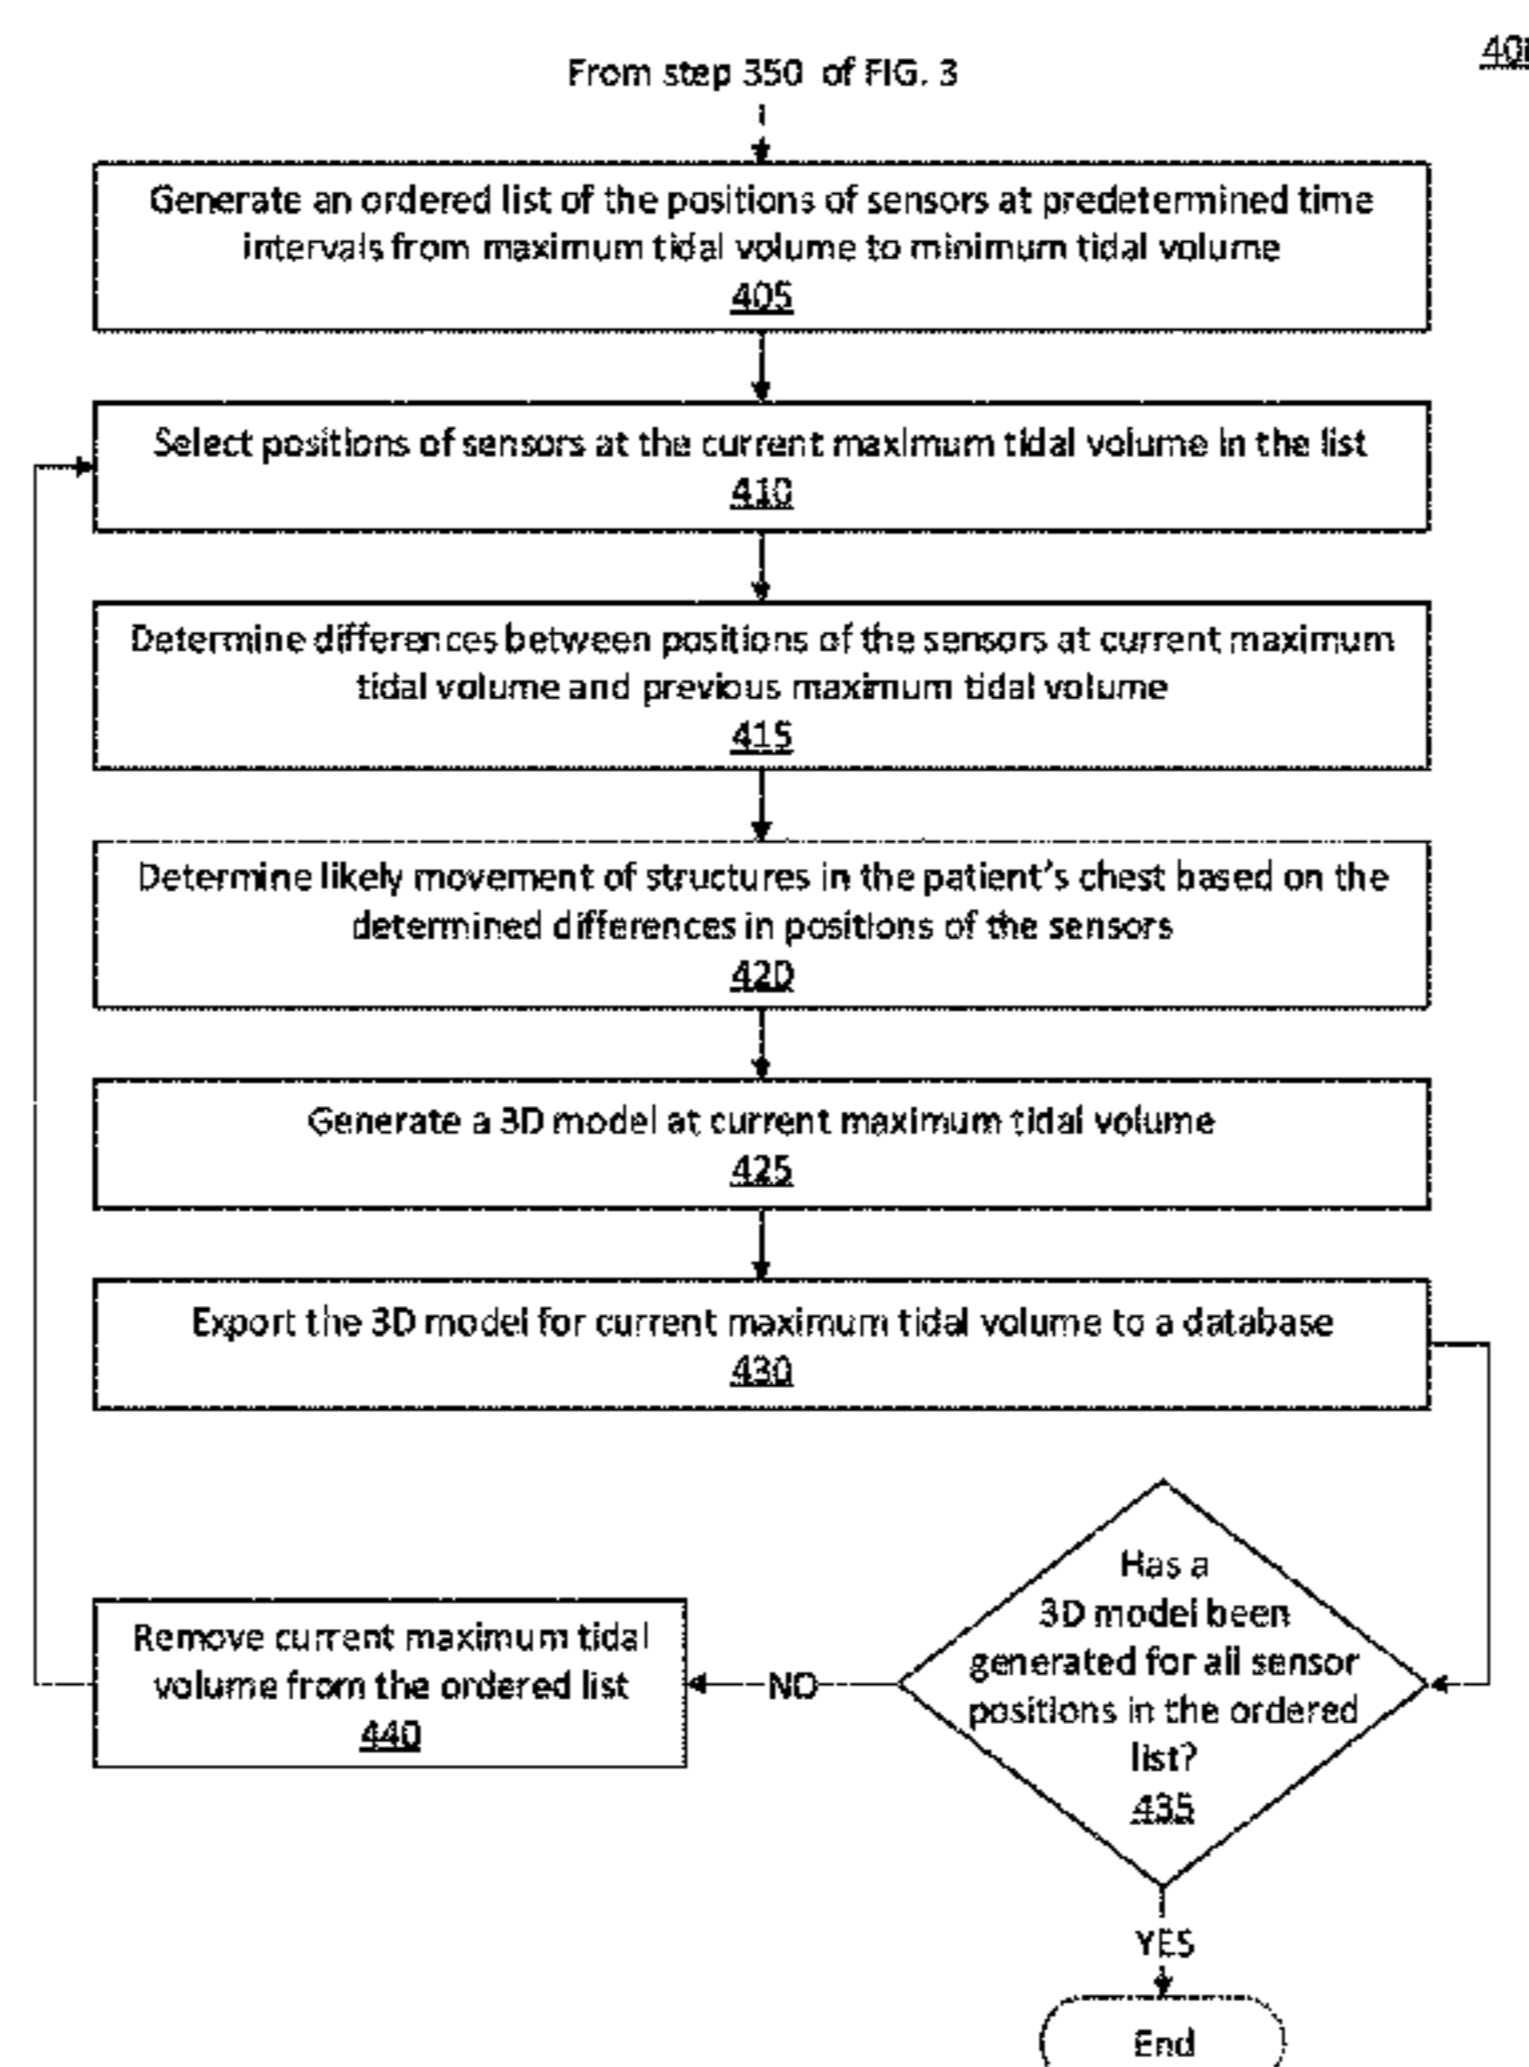 From step 350 of FIG. 3
Generate an ordered list of the positions of sensors at predetermined time
intervals from maximum tidal volume to minimum tidal volume
405
Select positions of sensors at the current maximum tidal volume in the list
410
Determine differences between positions of the sensors at current maximum
tidal volume and previous maximum tidal volume
415
Determine likely movement of structures in the patient's chest based on the
determined differences in positions of the sensors
420
Generate a 3D model at current maximum tidal volume
425
Export the 3D model for current maximum tidal volume to a database
430
Has a
3D model been
generated for all sensor
positions in the ordered
list?
435
NO
Remove current maximum tidal
volume from the ordered list
440
YES
End